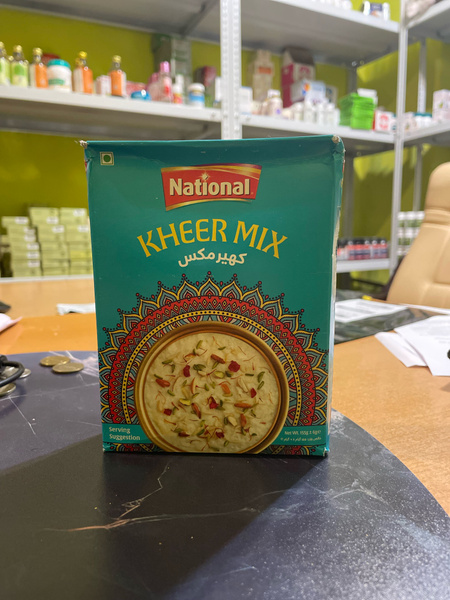 National
KHEER MIX
کھیر مکس
Serving
Suggestion